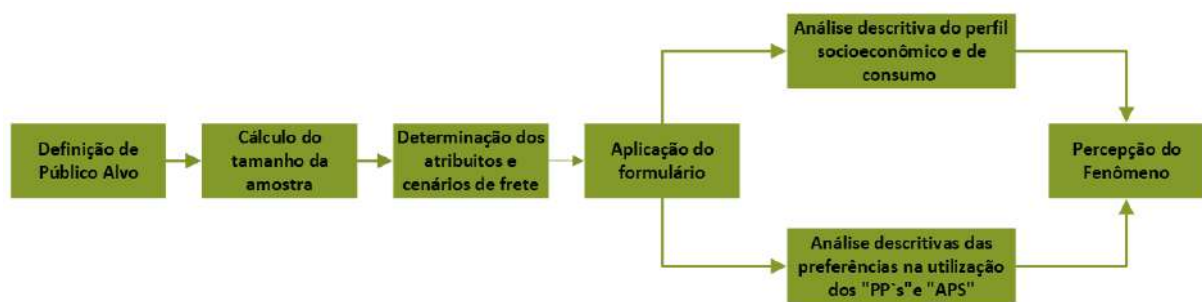 Definição de
Público Alvo
Cálculo do
tamanho da
amostra
Determinação dos
atribuitos e
cenários de frete
Aplicação do
formulário
Análise descritiva do perfil
socioeconômico e de
consumo
Análise descritivas das
preferências na utilização
dos "PP`s"e "APS"
Percepção do
Fenômeno